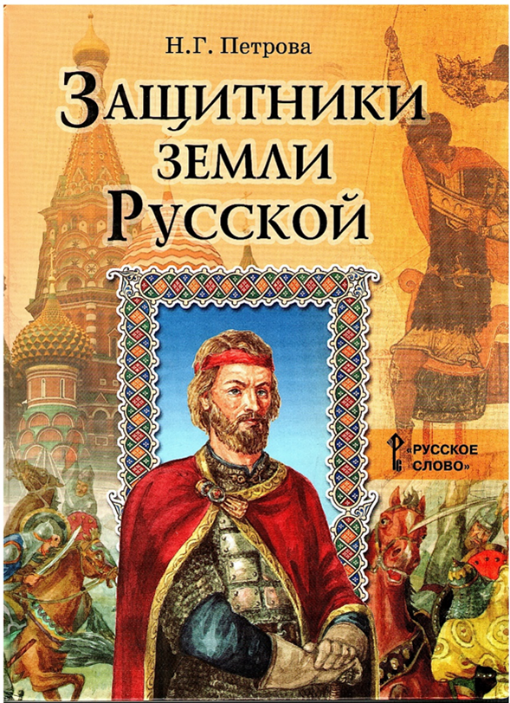 Н.Г. Петрова
Защитники
земли
Русской
«РУССКОЕ
СЛОВО»